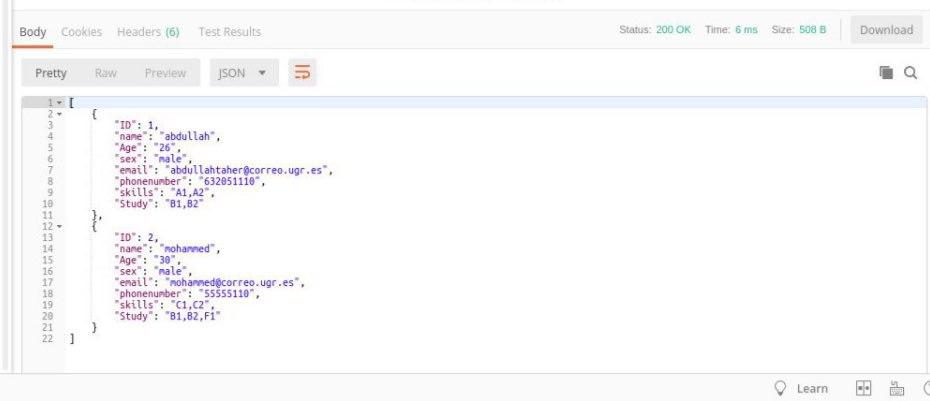 Body Cookies Headers (6) Test Results Status: 200 OK Time: 6 ms Size: 508 B Download
Pretty Raw Preview JSON
1 [
2 {
3 "ID": 1,
4 "name": "abdullah",
5 "Age": "26",
6 "sex": "male",
7 "email": "abdullahtaher@correo.ugr.es",
8 "phonenumber": "632051110",
9 "skills": "A1,A2",
10 "Study": "B1,B2"
11 },
12 {
13 "ID": 2,
14 "name": "mohammed",
15 "Age": "30",
16 "sex": "male",
17 "email": "mohammed@correo.ugr.es",
18 "phonenumber": "55555110",
19 "skills": "C1,C2",
20 "Study": "B1,B2,F1"
21 }
22 ]
Learn